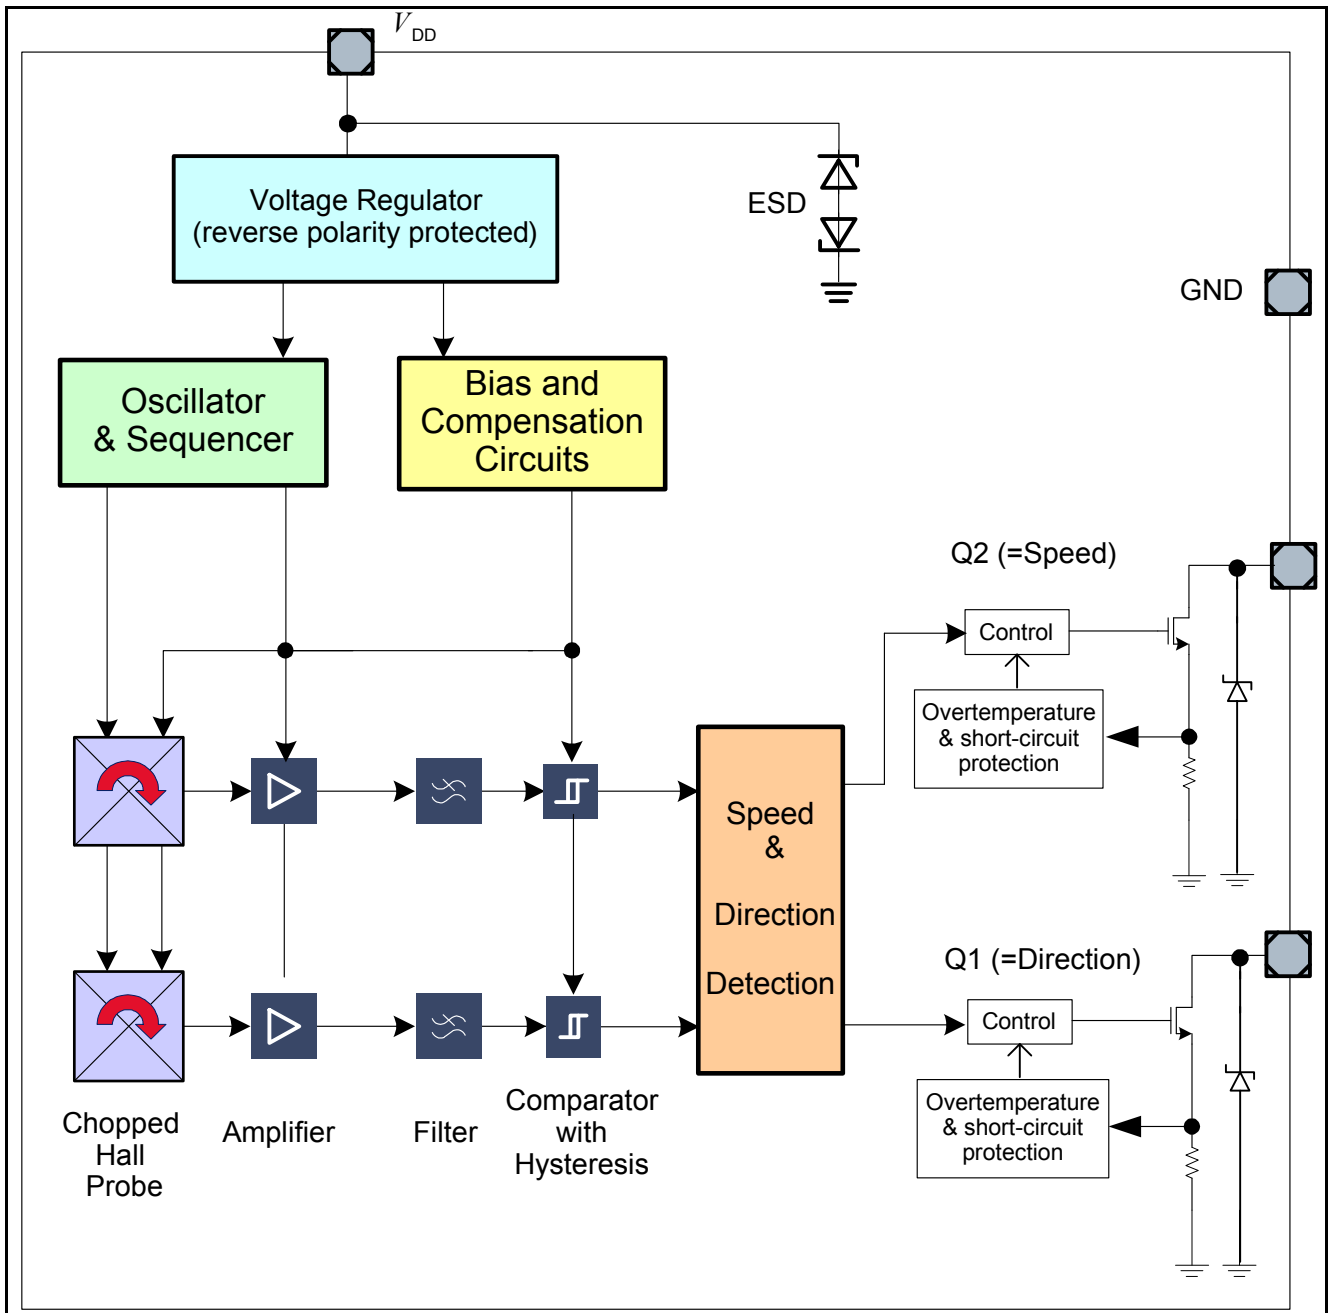 VDD
Voltage Regulator
(reverse polarity protected)
ESD
GND
Oscillator
& Sequencer
Bias and
Compensation
Circuits
Q2 (=Speed)
Control
Overtemperature
& short-circuit
protection
Speed
&
Direction
Detection
Q1 (=Direction)
Control
Overtemperature
& short-circuit
protection
Chopped
Hall
Probe
Amplifier
Filter
Comparator
with
Hysteresis